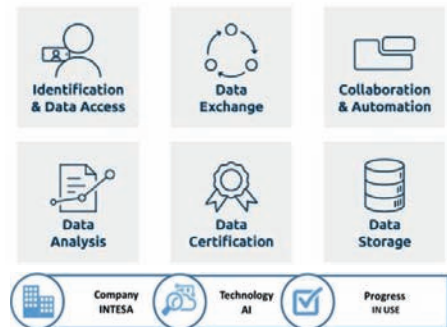 Identification
& Data Access
Data
Exchange
Collaboration
& Automation
Data
Analysis
Data
Certification
Data
Storage
Company
INTESA
Technology
AI
Progress
IN USE